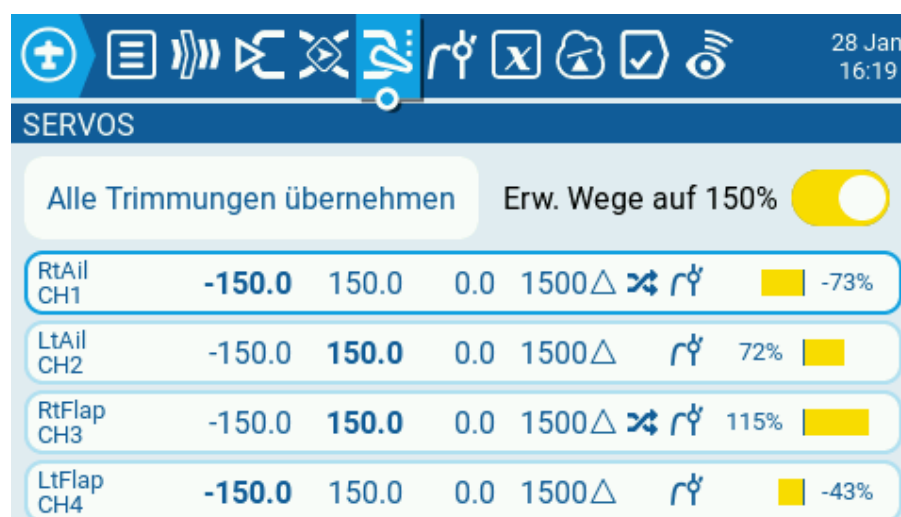 28 Jan
16:19
SERVOS
Alle Trimmungen übernehmen Erw. Wege auf 150%
RtAil
CH1 -150.0 150.0 0.0 1500△ -73%
LtAil
CH2 -150.0 150.0 0.0 1500△ 72%
RtFlap
CH3 -150.0 150.0 0.0 1500△ 115%
LtFlap
CH4 -150.0 150.0 0.0 1500△ -43%